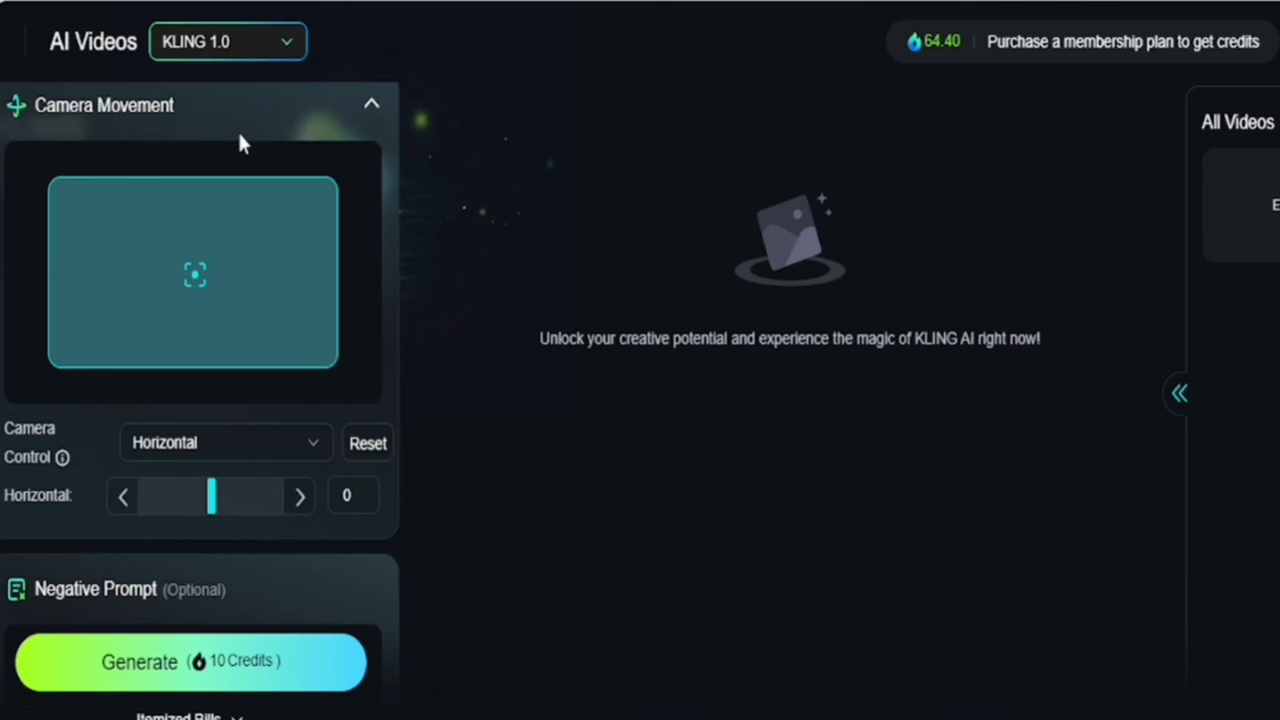 AI Videos
KLING 1.0
64.40
Purchase a membership plan to get credits
Camera Movement
All Videos
Unlock your creative potential and experience the magic of KLING AI right now!
Camera
Control
Horizontal
Reset
Horizontal:
0
Negative Prompt (Optional)
Generate ( 10 Credits )
Itemized Bills